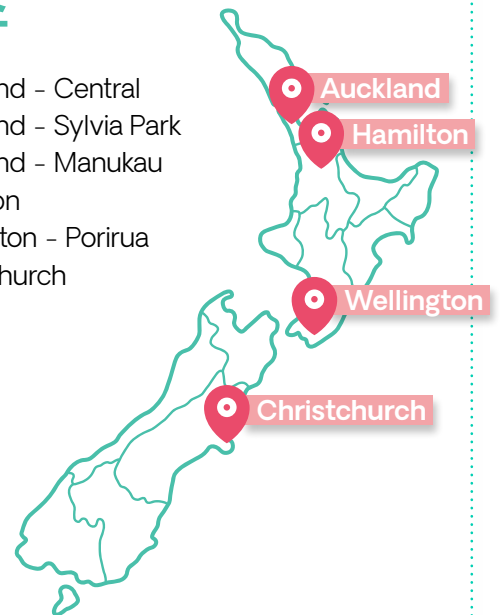 nd - Central
nd - Sylvia Park
nd - Manukau
on
ton - Porirua
hurch
Auckland
Hamilton
Wellington
Christchurch